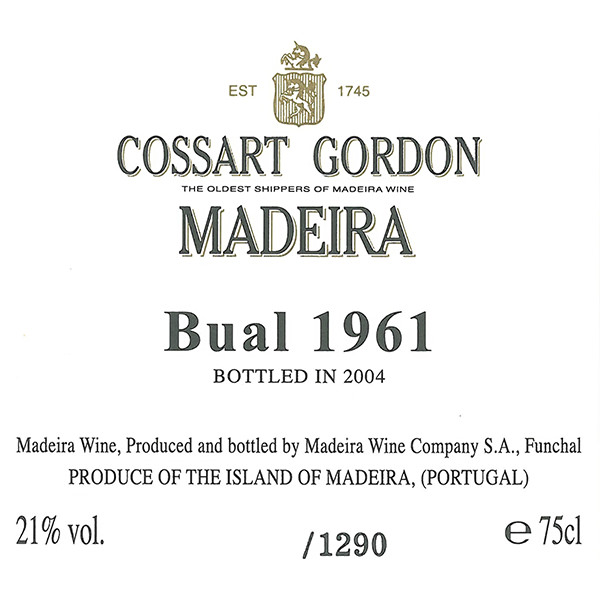 EST 1745
COSSART GORDON
THE OLDEST SHIPPERS OF MADEIRA WINE
MADEIRA
Bual 1961
BOTTLED IN 2004
Madeira Wine, Produced and bottled by Madeira Wine Company S.A., Funchal
PRODUCE OF THE ISLAND OF MADEIRA, (PORTUGAL)
21% vol. /1290 ℮ 75cl